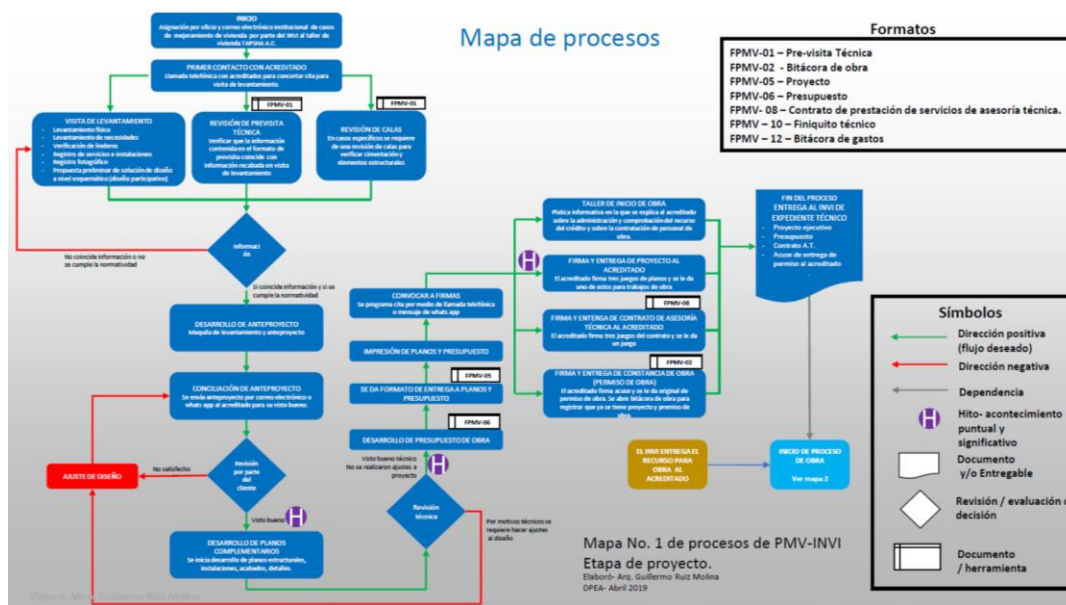 Mapa de procesos
INICIO
Asignación por oficio y correo electrónico institucional de casos
de mejoramiento de vivienda por parte del INVI al taller de
vivienda TAPSHA A.C.
PRIMER CONTACTO CON ACREDITADO
Llamada telefónica con acreditados para concertar cita para
visita de levantamiento.
VISITA DE LEVANTAMIENTO
- Levantamiento físico
- Levantamiento de necesidades
- Verificación de linderos
- Registro de servicios e instalaciones
- Registro fotográfico
- Propuesta preliminar de solución de diseño
a nivel esquemático (diseño participativo)
FPMV-01
REVISIÓN DE PREVISITA
TÉCNICA
Verificar que la información
contenida en el formato de
previsita coincide con
información recabada en visita
de levantamiento
FPMV-01
REVISIÓN DE CALAS
En casos específicos se requiere
de una revisión de calas para
verificar cimentación y
elementos estructurales
Informaci
ón
No coincide información o no
se cumple la normatividad
Si coincide información y si se
cumple la normatividad
DESARROLLO DE ANTEPROYECTO
Maquila de levantamiento y anteproyecto
CONCILIACIÓN DE ANTEPROYECTO
Se envía anteproyecto por correo electrónico o
whats app al acreditado para su visto bueno.
Revisión
por parte
del
cliente
No satisfecho
AJUSTE DE DISEÑO
Visto bueno
H
DESARROLLO DE PLANOS
COMPLEMENTARIOS
Se inicia desarrollo de planos estructurales,
instalaciones, acabados, detalles.
Revisión
técnica
Por motivos técnicos se
requiere hacer ajustes
al diseño
Visto bueno técnico
No se realizaron ajustes a
proyecto
H
FPMV-06
DESARROLLO DE PRESUPUESTO DE OBRA
FPMV-05
SE DA FORMATO DE ENTREGA A PLANOS Y
PRESUPUESTO
IMPRESIÓN DE PLANOS Y PRESUPUESTO
CONVOCAR A FIRMAS
Se programa cita por medio de llamada telefónica
o mensaje de whats app
H
TALLER DE INICIO DE OBRA
Platica informativa en la que se explica al acreditado
sobre la administración y comprobación del recurso
del crédito y sobre la contratación de personal de
obra.
FIRMA Y ENTREGA DE PROYECTO AL
ACREDITADO
El acreditado firma tres juegos de planos y se le da
uno de estos para trabajos de obra
FPMV-08
FIRMA Y ENTERGA DE CONTRATO DE ASESORÍA
TÉCNICA AL ACREDITADO
El acreditado firma tres juegos del contrato y se le da
un juego
FPMV-02
FIRMA Y ENTREGA DE CONSTANCIA DE OBRA
(PERMISO DE OBRA)
El acreditado firma acuse y se le da original de
permiso de obra. Se abre bitácora de obra para
registrar que ya se tiene proyecto y premiso de
obra.
FIN DEL PROCESO
ENTREGA AL INVI DE
EXPEDIENTE TÉCNICO
- Proyecto ejecutivo
- Presupuesto
- Contrato A.T.
- Acuse de entrega de
permiso al acreditado
EL INVI ENTREGA EL
RECURSO PARA
OBRA AL
ACREDITADO
INICIO DE PROCESO
DE OBRA
Ver mapa 2
Formatos
FPMV-01 – Pre-visita Técnica
FPMV-02 - Bitácora de obra
FPMV-05 – Proyecto
FPMV-06 – Presupuesto
FPMV- 08 – Contrato de prestación de servicios de asesoría técnica.
FPMV – 10 – Finiquito técnico
FPMV – 12 – Bitácora de gastos
Símbolos
Dirección positiva
(flujo deseado)
Dirección negativa
Dependencia
H
Hito- acontecimiento
puntual y
significativo
Documento
y/o Entregable
Revisión / evaluación o
decisión
Documento
/ herramienta
Mapa No. 1 de procesos de PMV-INVI
Etapa de proyecto.
Elaboró- Arq. Guillermo Ruiz Molina
DPEA- Abril 2019
Elaboró. Mtro. Guillermo Ruiz Molina